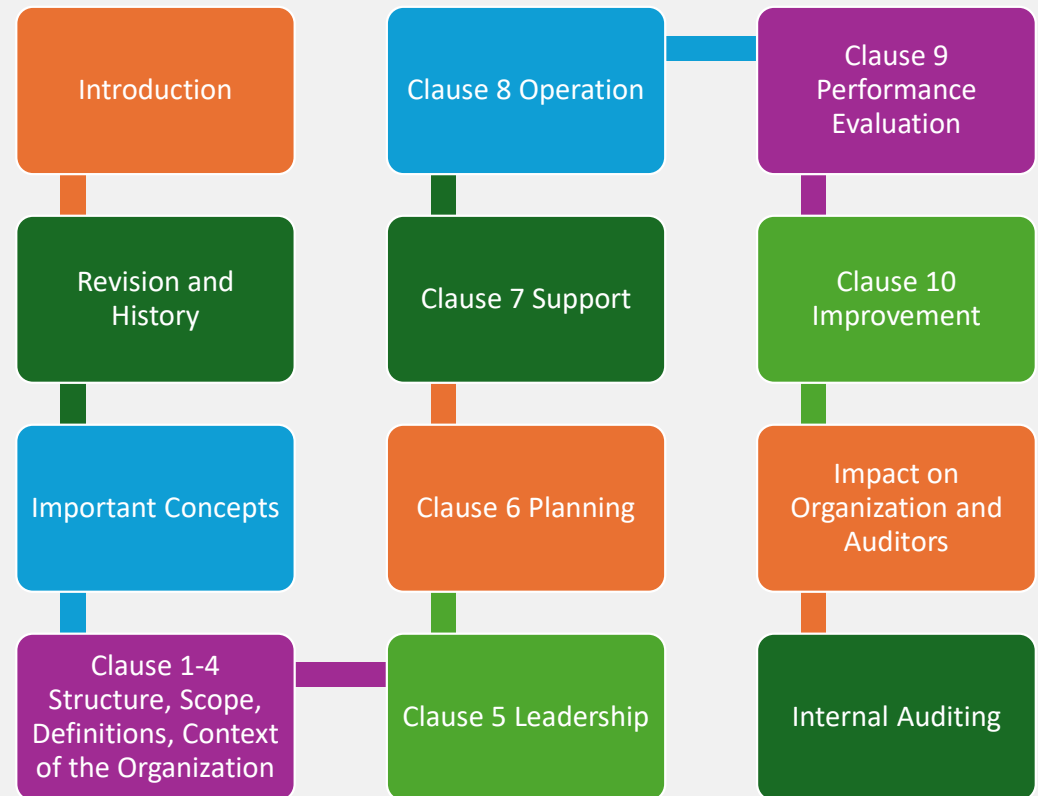 Introduction
Revision and
History
Important Concepts
Clause 1-4
Structure, Scope,
Definitions, Context
of the Organization
Clause 5 Leadership
Clause 6 Planning
Clause 7 Support
Clause 8 Operation
Clause 9
Performance
Evaluation
Clause 10
Improvement
Impact on
Organization and
Auditors
Internal Auditing